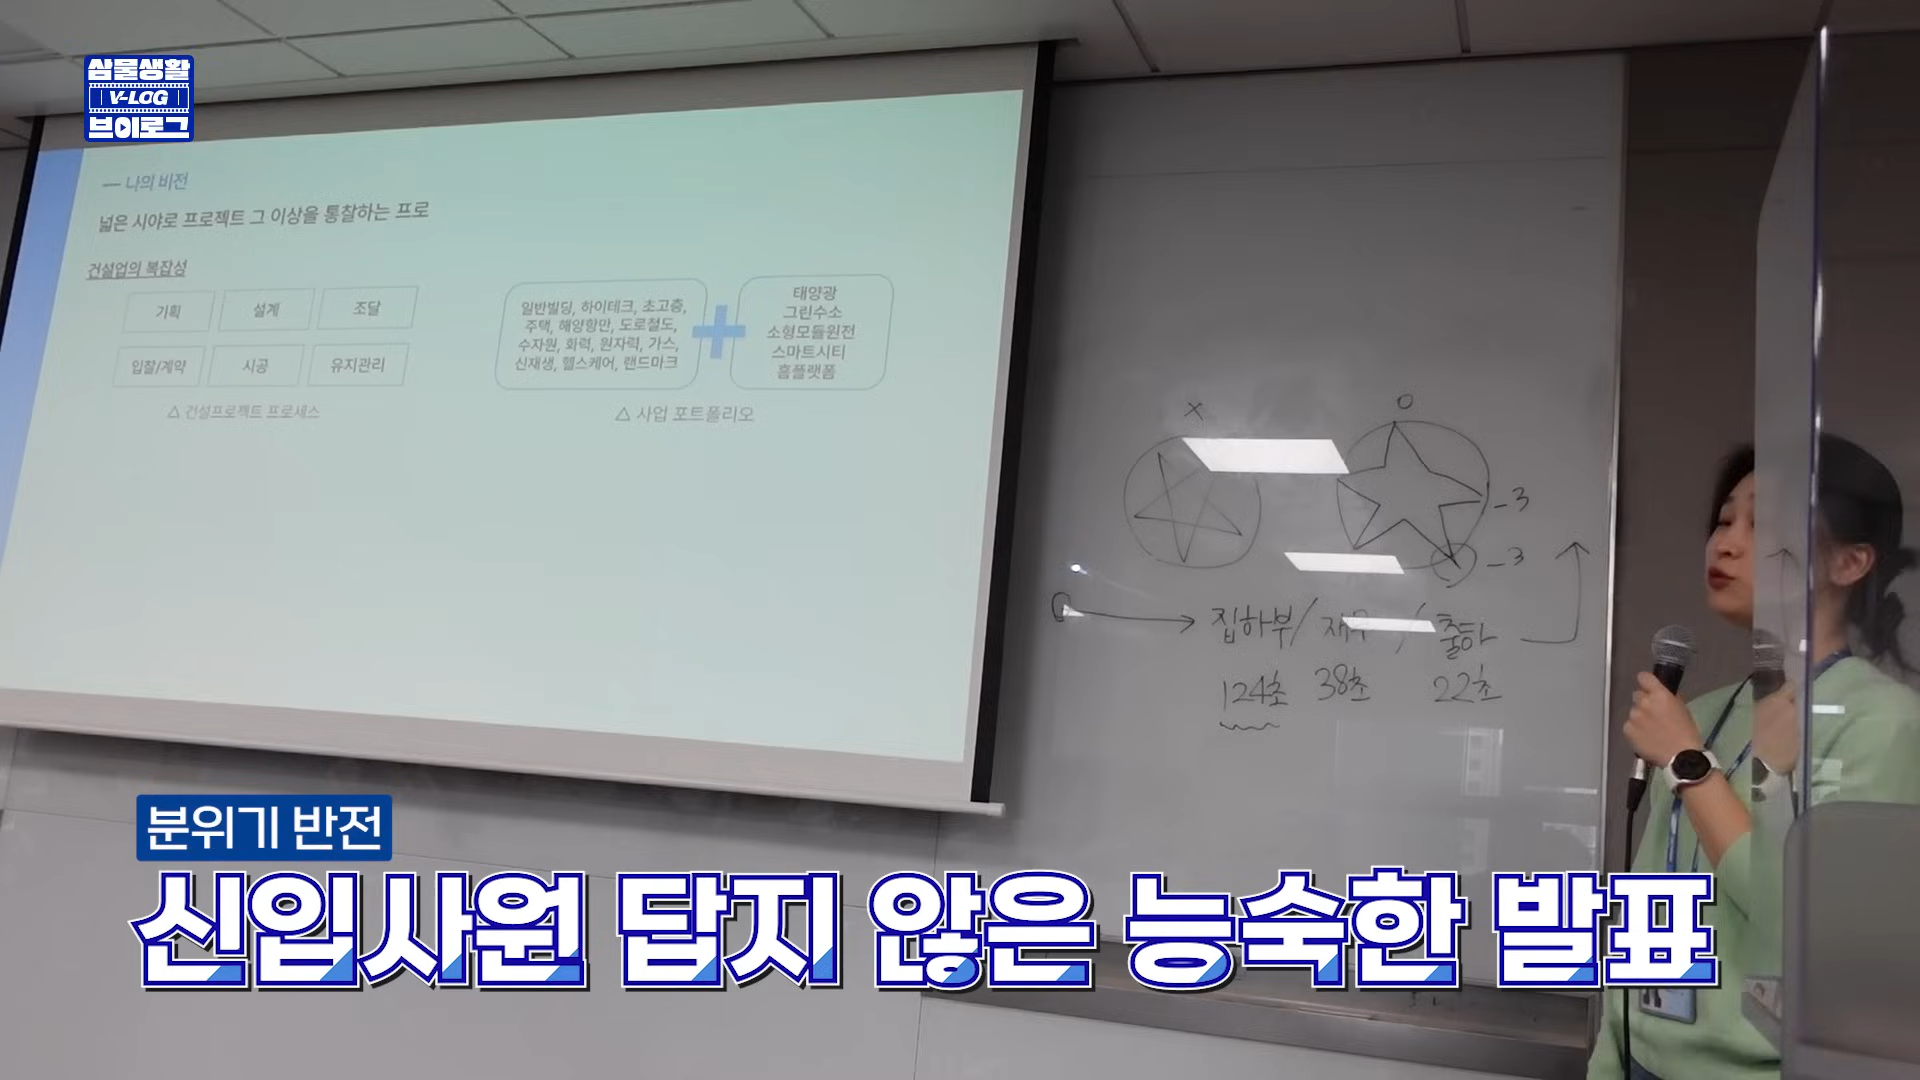 삼물생활
V-LOG
브이로그
— 나의 비전
넓은 시야로 프로젝트 그 이상을 통찰하는 프로
건설업의 복잡성
기획
설계
조달
입찰/계약
시공
유지관리
△ 건설프로젝트 프로세스
일반빌딩, 하이테크, 초고층,
주택, 해양항만, 도로철도,
수자원, 화력, 원자력, 가스,
신재생, 헬스케어, 랜드마크
태양광
그린수소
소형모듈원전
스마트시티
홈플랫폼
△ 사업 포트폴리오
X
O
-3
-3
집하부/ / 출하
124초 38초 22초
분위기 반전
신입사원 답지 않은 능숙한 발표